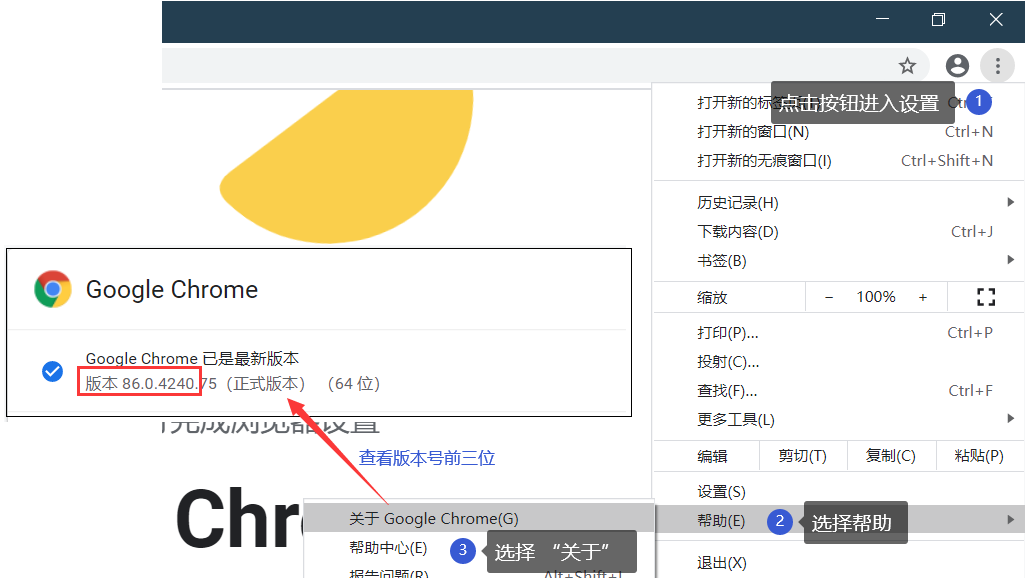 打开新的标签
Ctrl
点击按钮进入设置
1
打开新的窗口(N)
Ctrl+N
打开新的无痕窗口(I)
Ctrl+Shift+N
历史记录(H)
下载内容(D)
Ctrl+J
书签(B)
缩放
− 100% +
打印(P)...
Ctrl+P
投射(C)...
查找(F)...
Ctrl+F
更多工具(L)
编辑
剪切(T)
复制(C)
粘贴(P)
设置(S)
帮助(E)
2
选择帮助
退出(X)
Google Chrome
Google Chrome 已是最新版本
版本 86.0.4240.75（正式版本） （64 位）
完成浏览器设置
查看版本号前三位
Chr
关于 Google Chrome(G)
帮助中心(E)
3
选择 “关于”
报告问题(R)
Alt+Shift+I